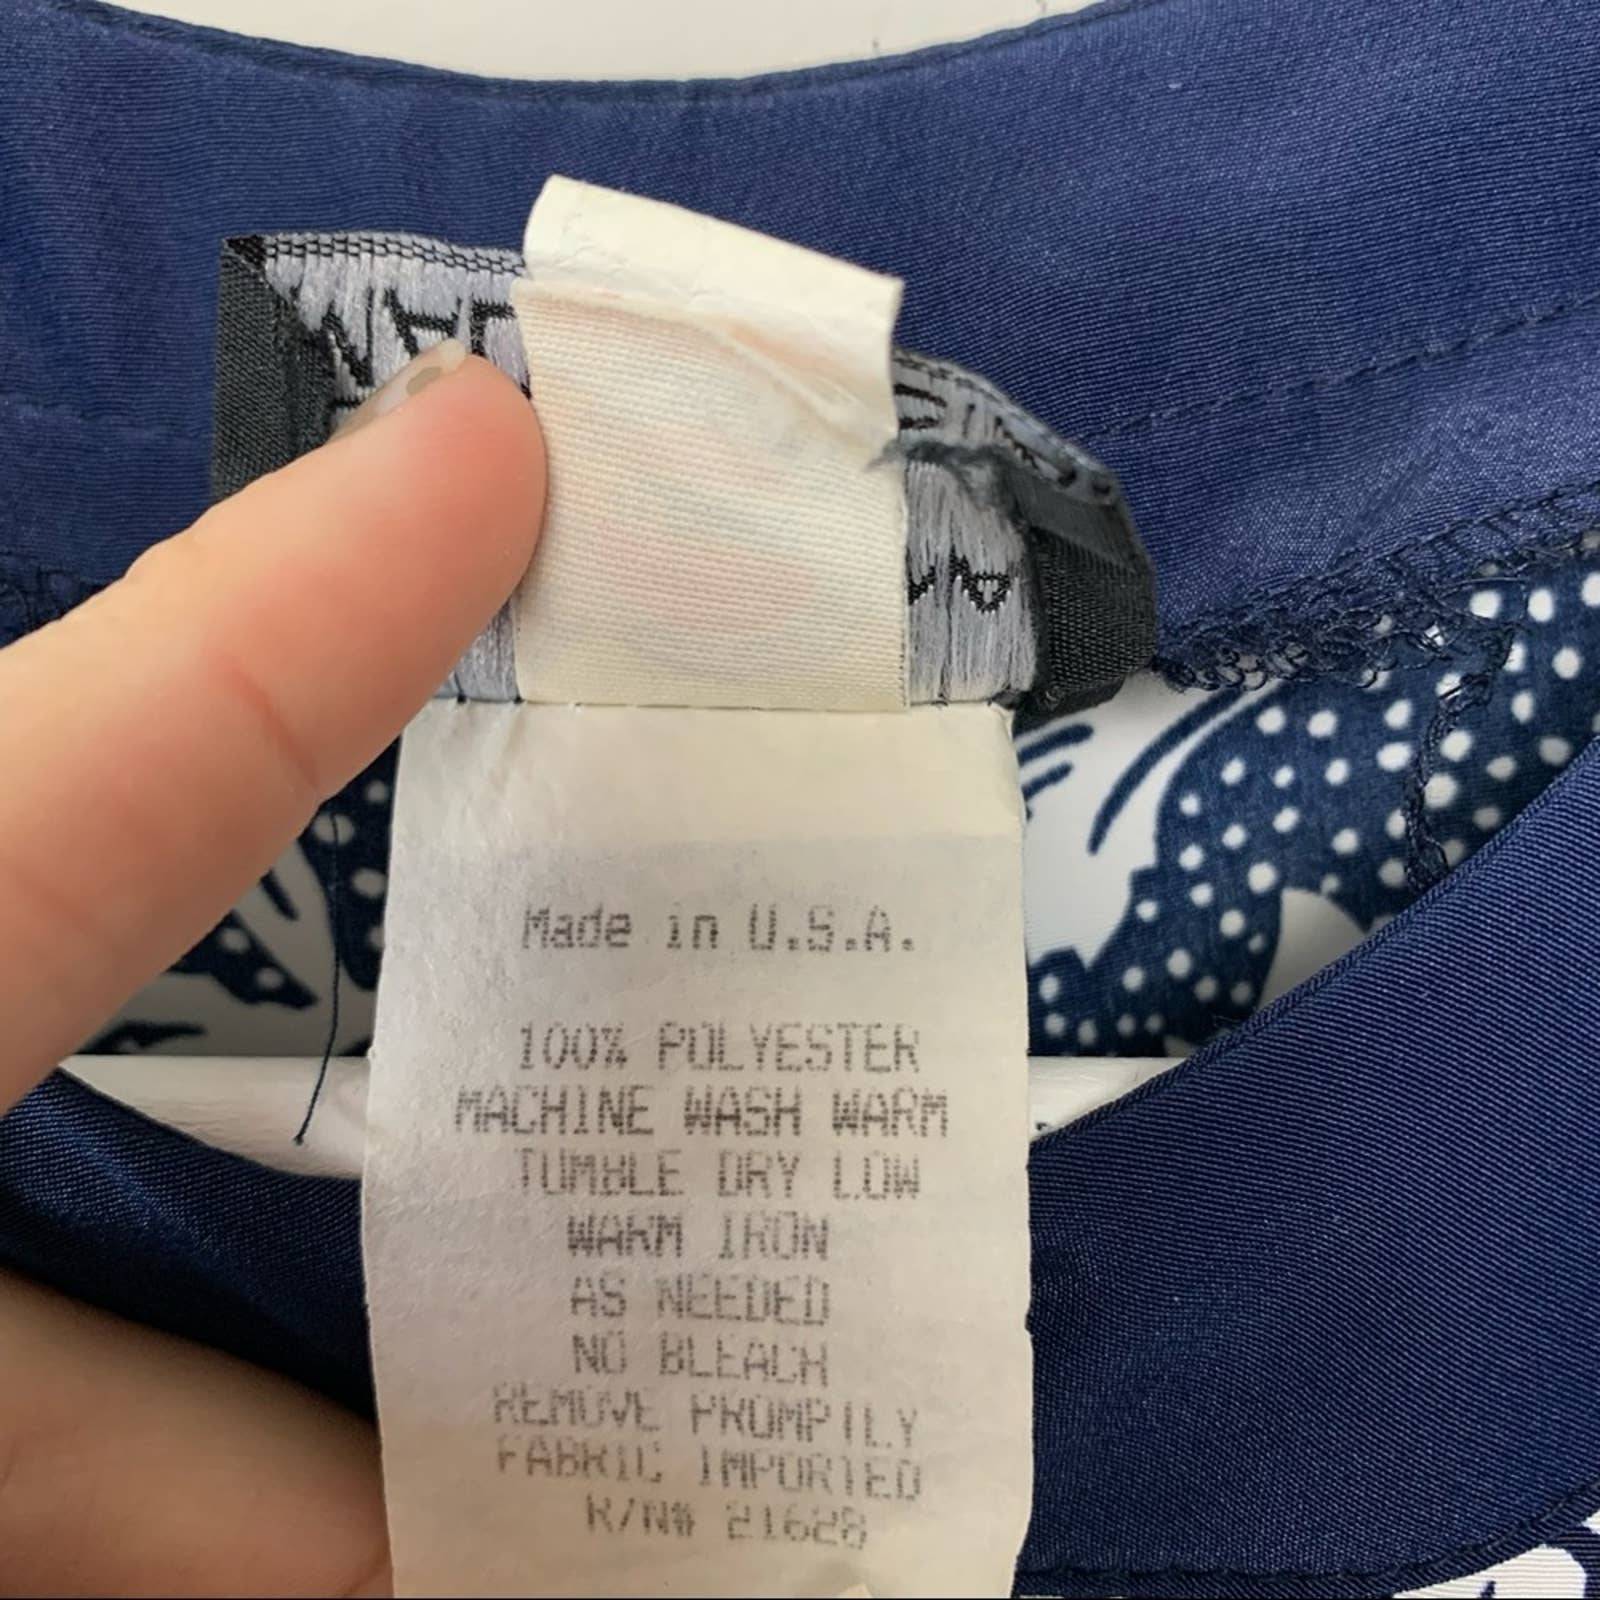 Made in U.S.A.
100% POLYESTER
MACHINE WASH WARM
TUMBLE DRY LOW
WARM IRON
AS NEEDED
NO BLEACH
REMOVE PROMPTLY
FABRIC IMPORTED
R/N# 21628